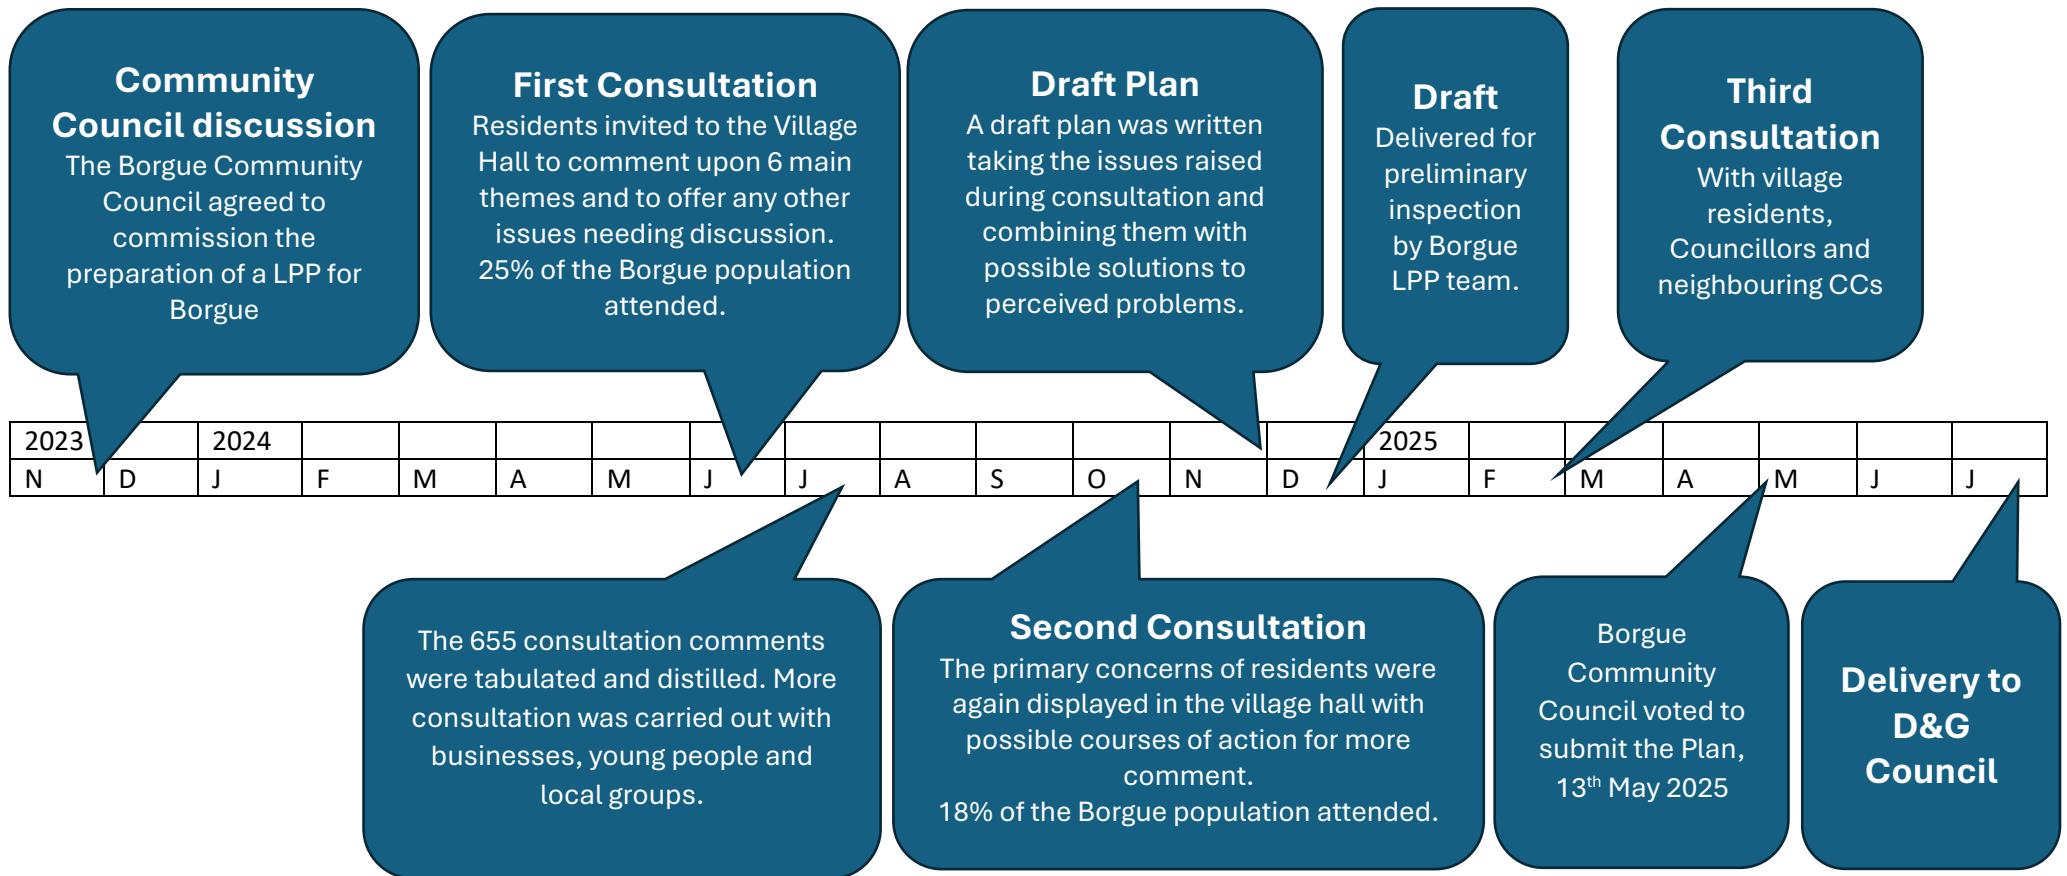 Community
Council discussion
The Borgue Community
Council agreed to
commission the
preparation of a LPP for
Borgue
First Consultation
Residents invited to the Village
Hall to comment upon 6 main
themes and to offer any other
issues needing discussion.
25% of the Borgue population
attended.
Draft Plan
A draft plan was written
taking the issues raised
during consultation and
combining them with
possible solutions to
perceived problems.
Draft
Delivered for
preliminary
inspection
by Borgue
LPP team.
Third
Consultation
With village
residents,
Councillors and
neighbouring CCs
2023 2024 2025
N D J F M A M J J A S O N D J F M A M J J
The 655 consultation comments
were tabulated and distilled. More
consultation was carried out with
businesses, young people and
local groups.
Second Consultation
The primary concerns of residents were
again displayed in the village hall with
possible courses of action for more
comment.
18% of the Borgue population attended.
Borgue
Community
Council voted to
submit the Plan,
13th May 2025
Delivery to
D&G
Council